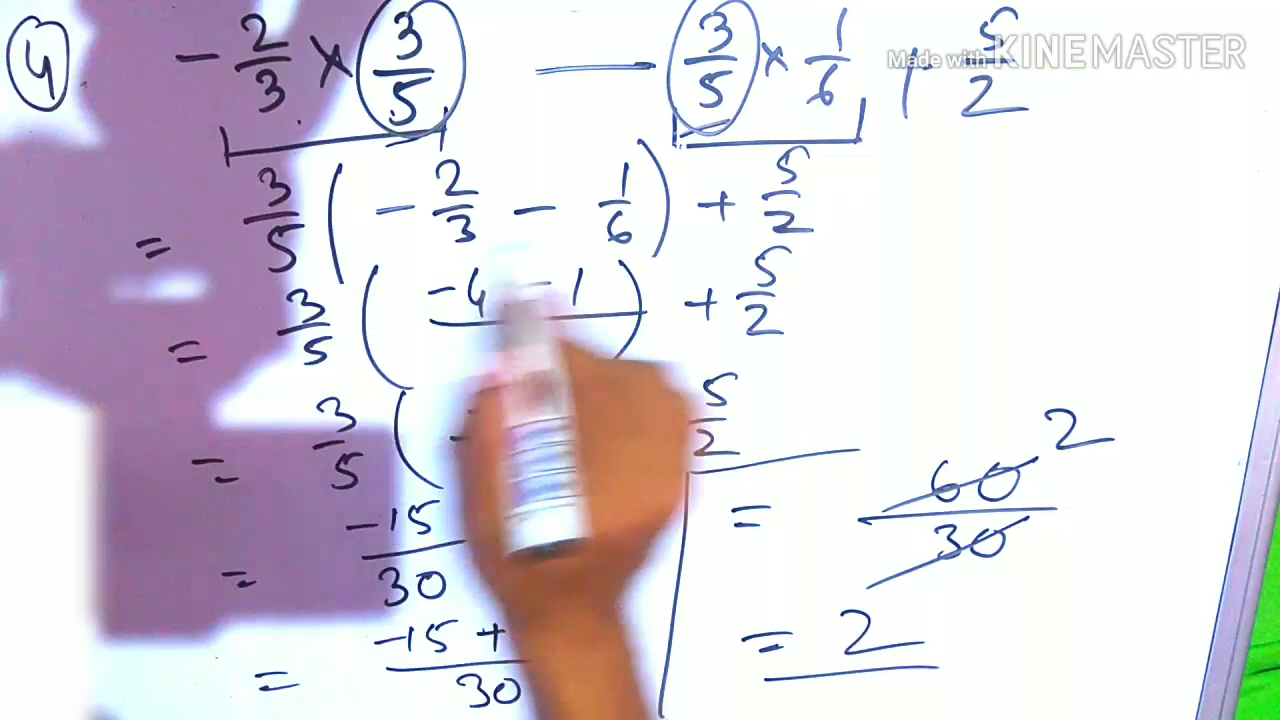 4 - 2/3 × 3/5 — 3/5 × 1/6 + 5/2
Made with KINEMASTER
= 3/5 ( - 2/3 - 1/6 ) + 5/2
= 3/5 ( -4 - 1 ) + 5/2
= 3/5 ( 5/2
= -15/30
= -15 + / 30
= 60/30 2
= 2